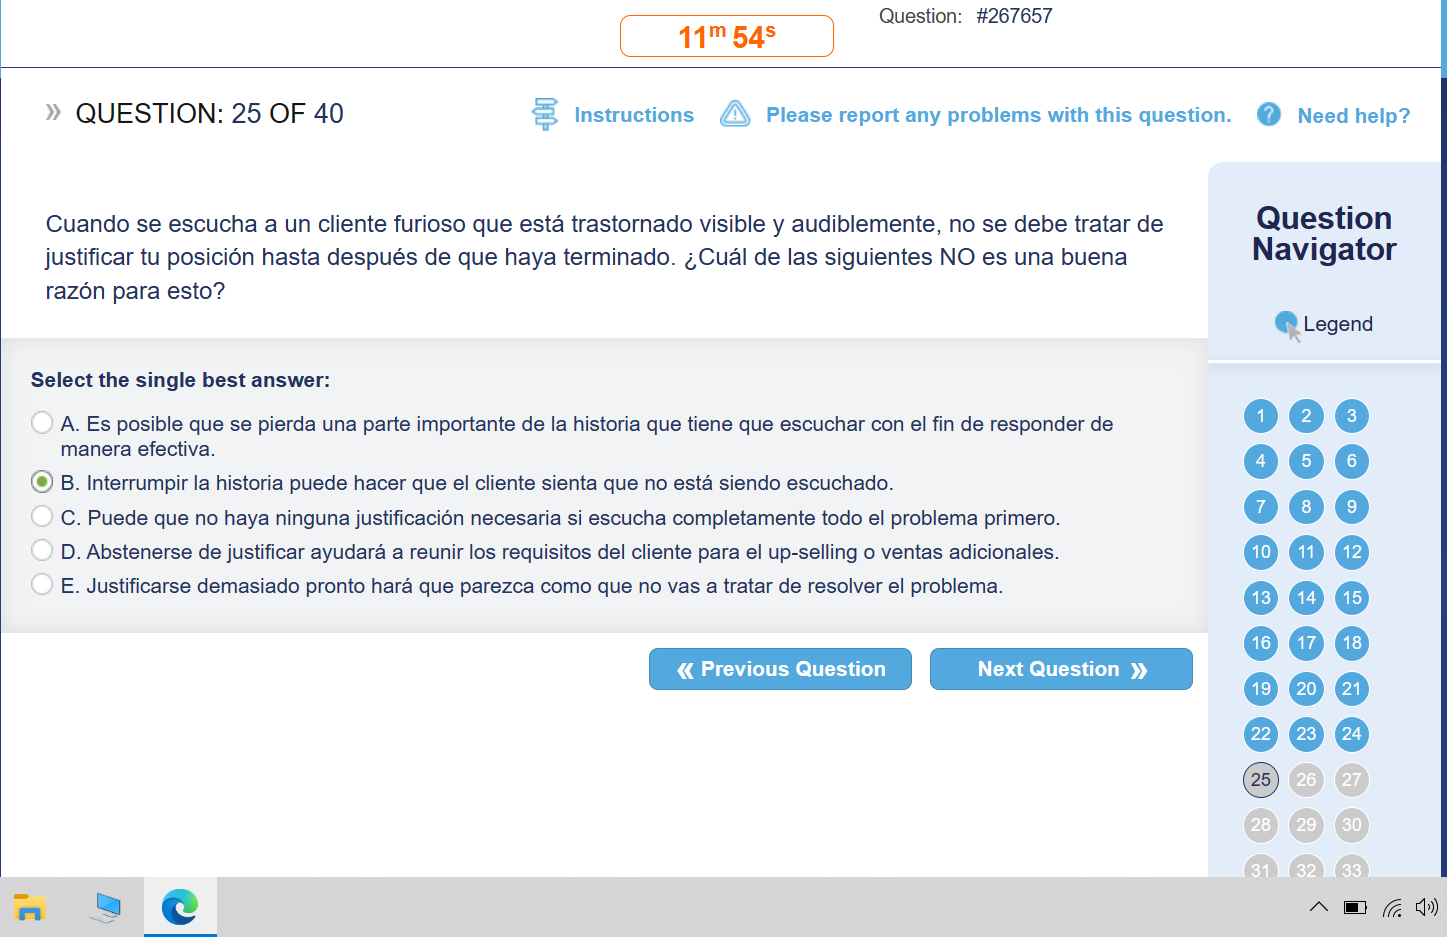 Question: #267657
11m 54s
» QUESTION: 25 OF 40
Instructions
Please report any problems with this question.
? Need help?
Cuando se escucha a un cliente furioso que está trastornado visible y audiblemente, no se debe tratar de
justificar tu posición hasta después de que haya terminado. ¿Cuál de las siguientes NO es una buena
razón para esto?
Select the single best answer:
A. Es posible que se pierda una parte importante de la historia que tiene que escuchar con el fin de responder de
manera efectiva.
B. Interrumpir la historia puede hacer que el cliente sienta que no está siendo escuchado.
C. Puede que no haya ninguna justificación necesaria si escucha completamente todo el problema primero.
D. Abstenerse de justificar ayudará a reunir los requisitos del cliente para el up-selling o ventas adicionales.
E. Justificarse demasiado pronto hará que parezca como que no vas a tratar de resolver el problema.
« Previous Question
Next Question »
Question
Navigator
Legend
1 2 3
4 5 6
7 8 9
10 11 12
13 14 15
16 17 18
19 20 21
22 23 24
25 26 27
28 29 30
31 32 33